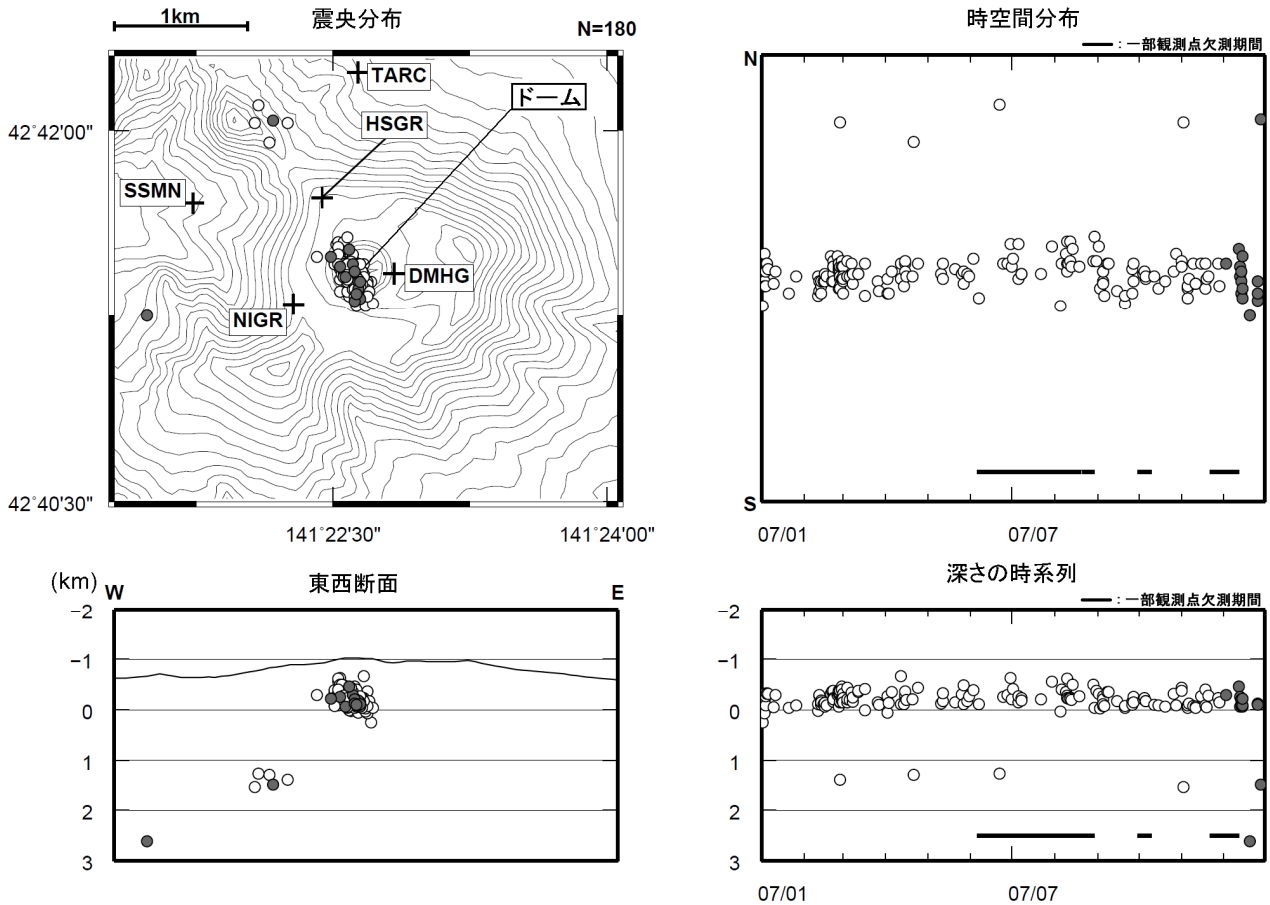 1km
震央分布
N=180
TARC
ドーム
HSGR
42°42'00"
SSMN
DMHG
NIGR
42°40'30"
141°22'30"
141°24'00"
時空間分布
:一部観測点欠測期間
N
S
07/01
07/07
(km)
W
東西断面
E
−2
−1
0
1
2
3
深さの時系列
:一部観測点欠測期間
−2
−1
0
1
2
3
07/01
07/07